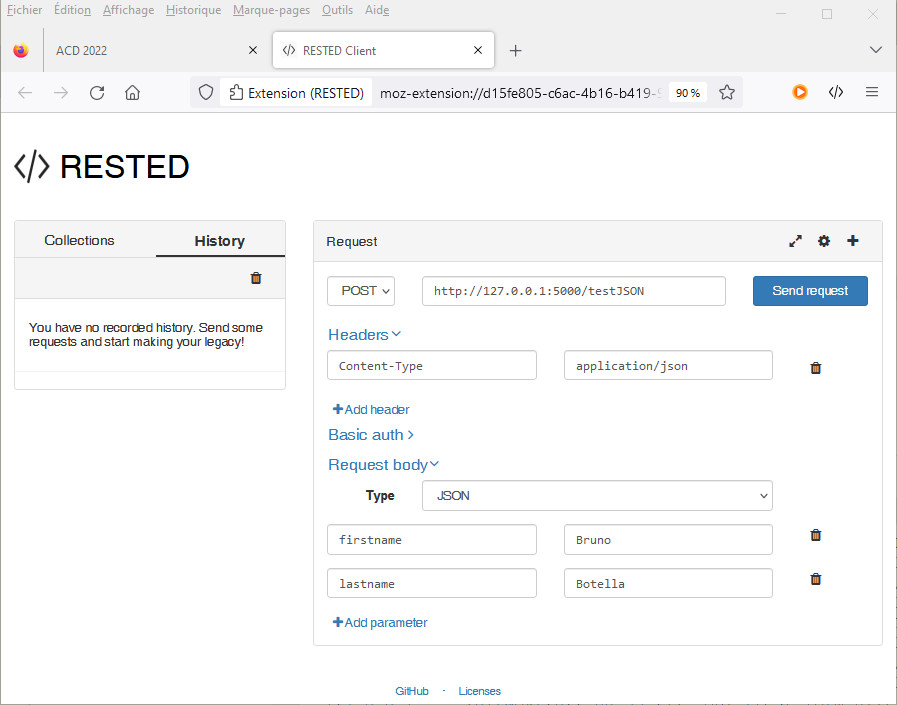 Fichier Édition Affichage Historique Marque-pages Outils Aide
ACD 2022
</> RESTED Client
Extension (RESTED) moz-extension://d15fe805-c6ac-4b16-b419- 90 %
</> RESTED
Collections History
You have no recorded history. Send some
requests and start making your legacy!
Request
POST http://127.0.0.1:5000/testJSON Send request
Headers
Content-Type application/json
Add header
Basic auth
Request body
Type JSON
firstname Bruno
lastname Botella
Add parameter
GitHub · Licenses